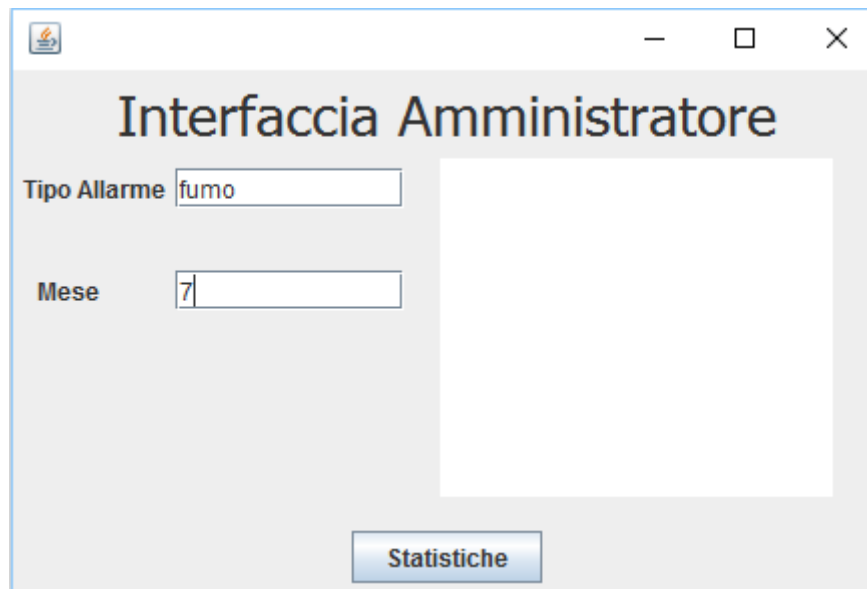 Interfaccia Amministratore
Tipo Allarme fumo
Mese 7
Statistiche